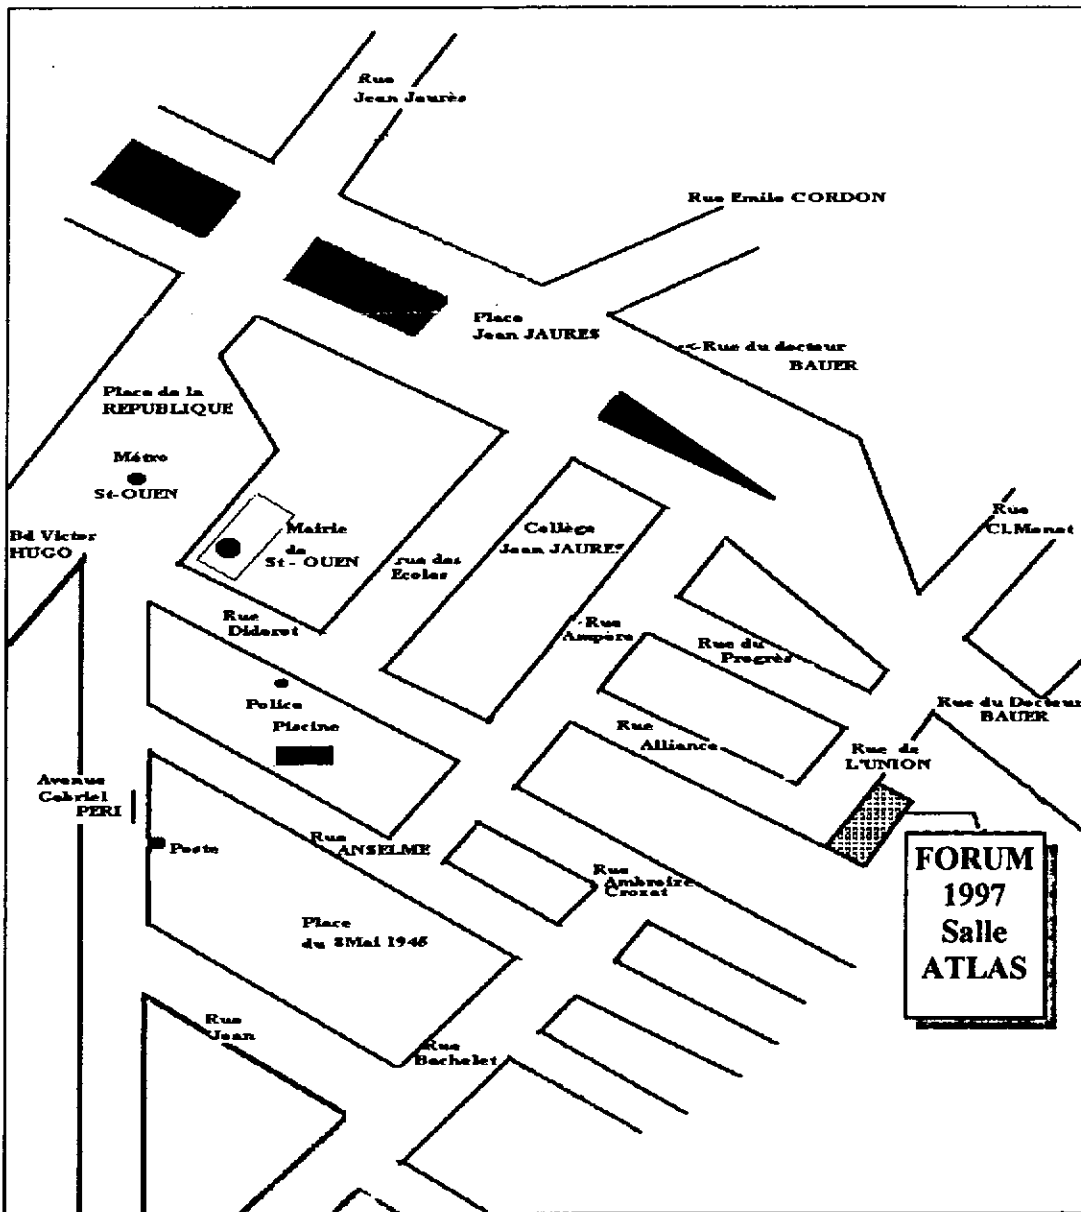 Rue
Jean Jaurès
Rue Emile CORDON
Place
Jean JAURES
Rue du docteur
BAUER
Place de la
REPUBLIQUE
Métro
St-OUEN
Bd Victor
HUGO
Mairie
de
St - OUEN
rue des
Ecoles
Collège
Jean JAURES
Rue
Cl.Monet
Rue
Diderot
Rue
Ampère
Rue du
Progrès
Police
Piscine
Rue
Alliance
Rue du Docteur
BAUER
Rue de
L'UNION
Avenue
Gabriel
PERI
Poste
Rue
ANSELME
Rue
Ambroize
Crozat
Place
du 8Mai 1945
FORUM
1997
Salle
ATLAS
Rue
Jean
Rue
Bachelet